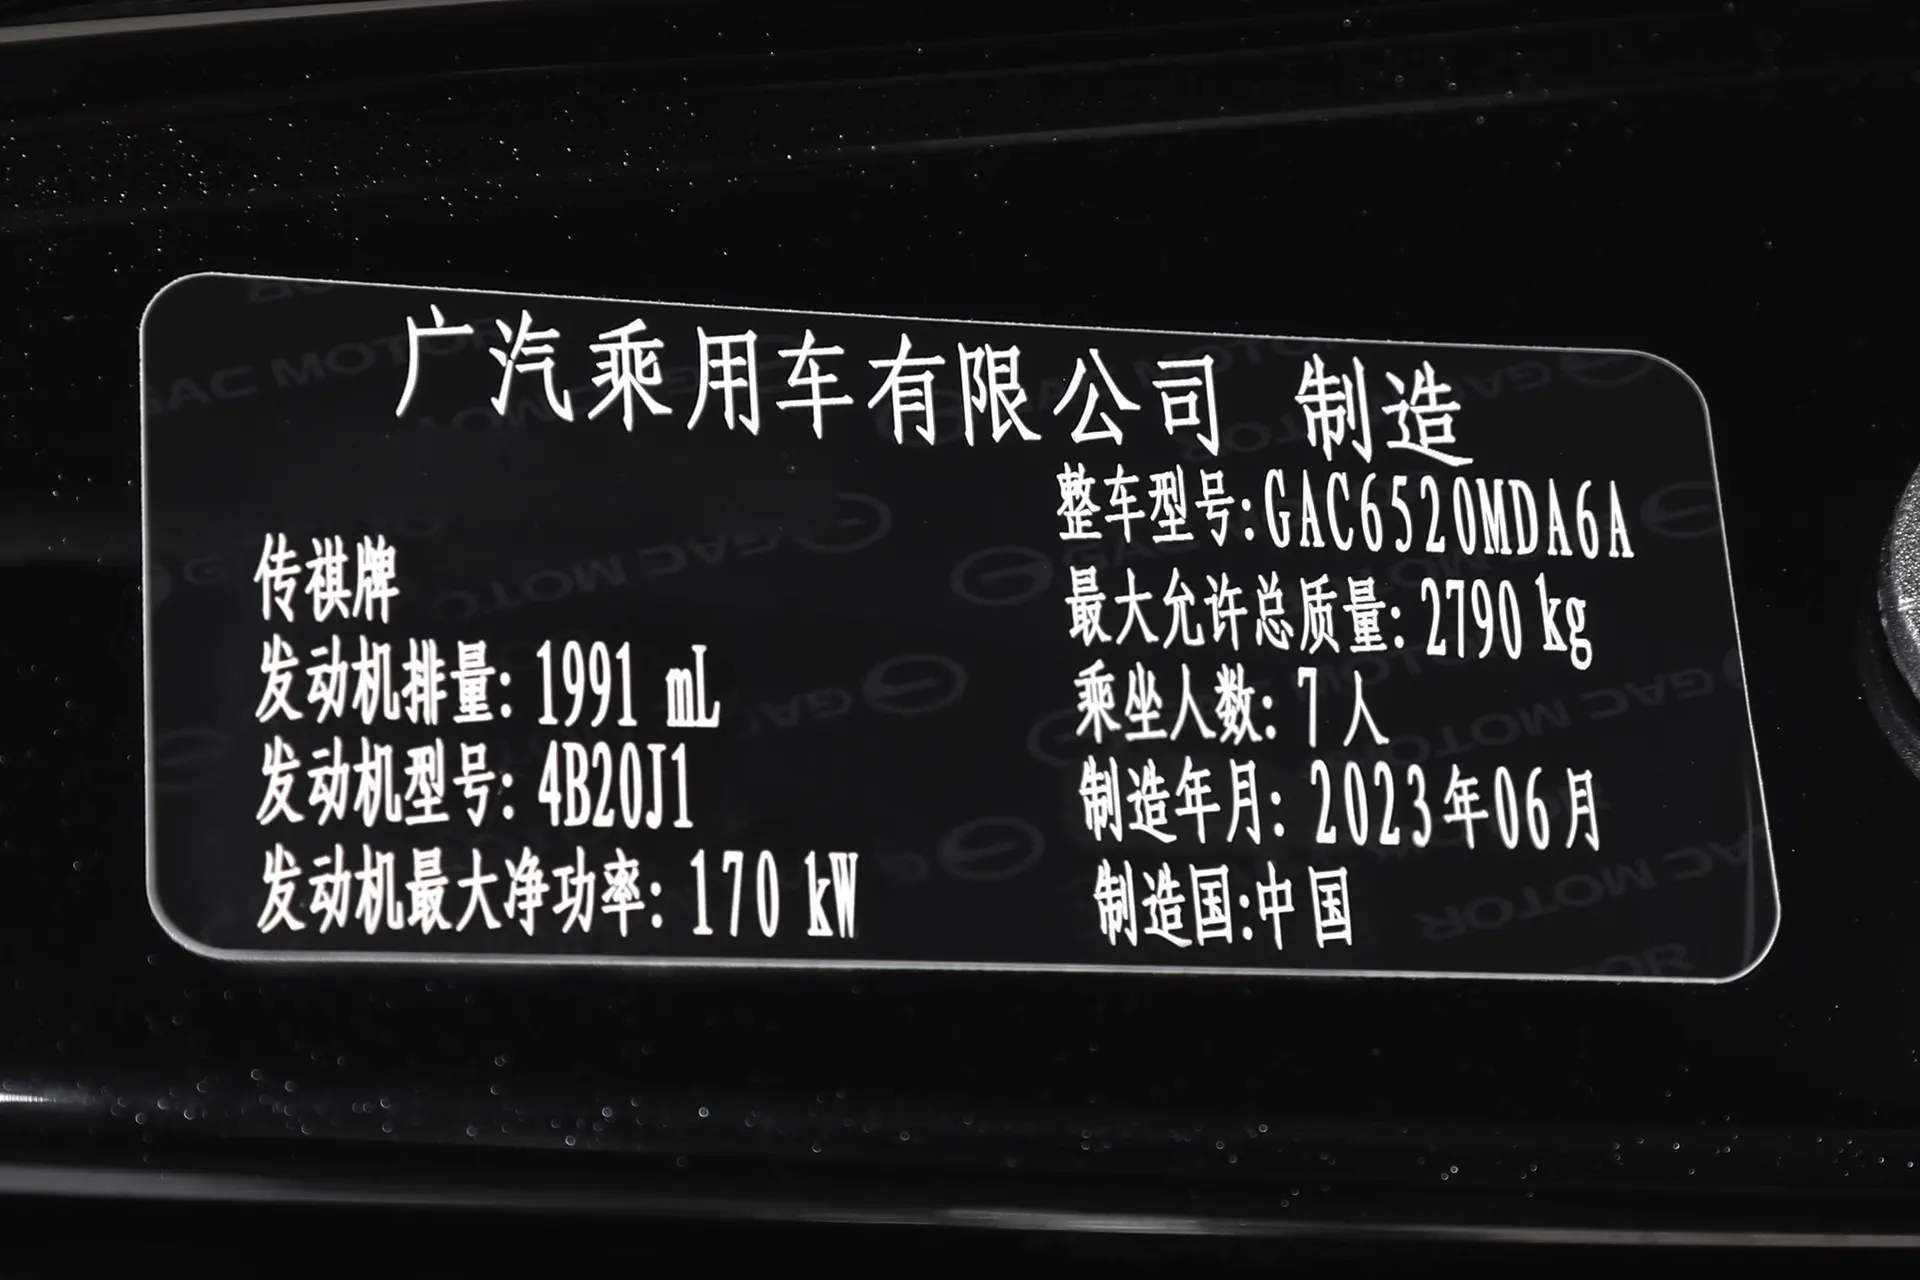 广汽乘用车有限公司 制造
传祺牌
发动机排量: 1991 mL
发动机型号: 4B20J1
发动机最大净功率: 170 kW
整车型号:GAC6520MDA6A
最大允许总质量: 2790 kg
乘坐人数: 7人
制造年月: 2023年06月
制造国:中国